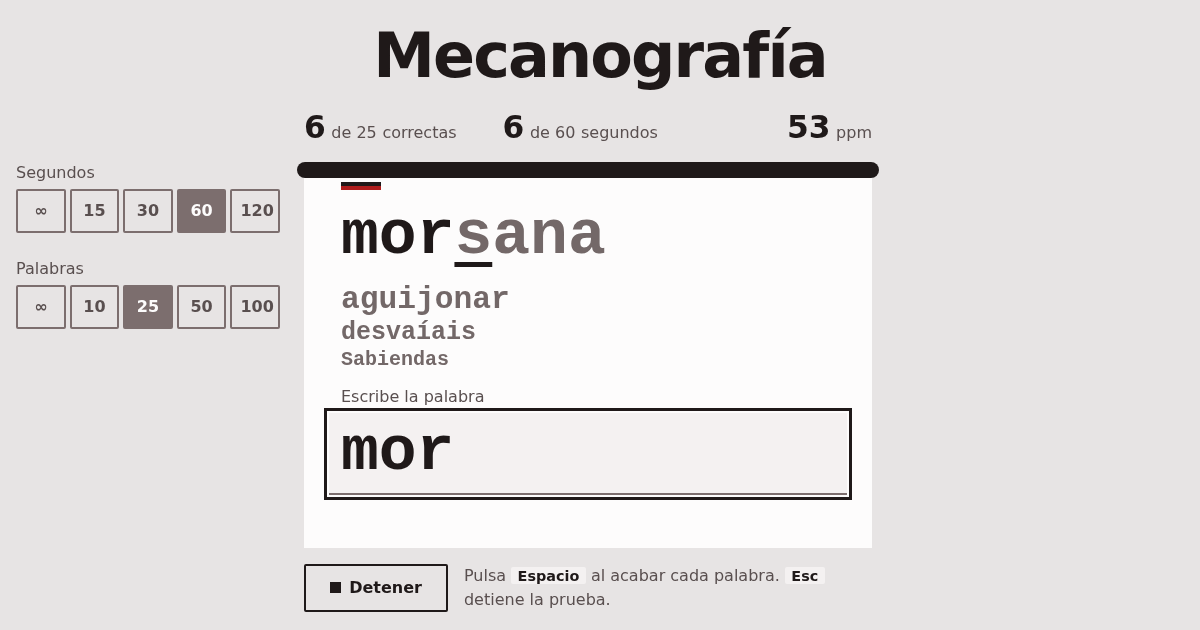 Mecanografía
6 de 25 correctas 6 de 60 segundos 53 ppm
Segundos
∞ 15 30 60 120
Palabras
∞ 10 25 50 100
morsana
aguijonar
desvaíais
Sabiendas
Escribe la palabra
mor
Detener
Pulsa Espacio al acabar cada palabra. Esc
detiene la prueba.